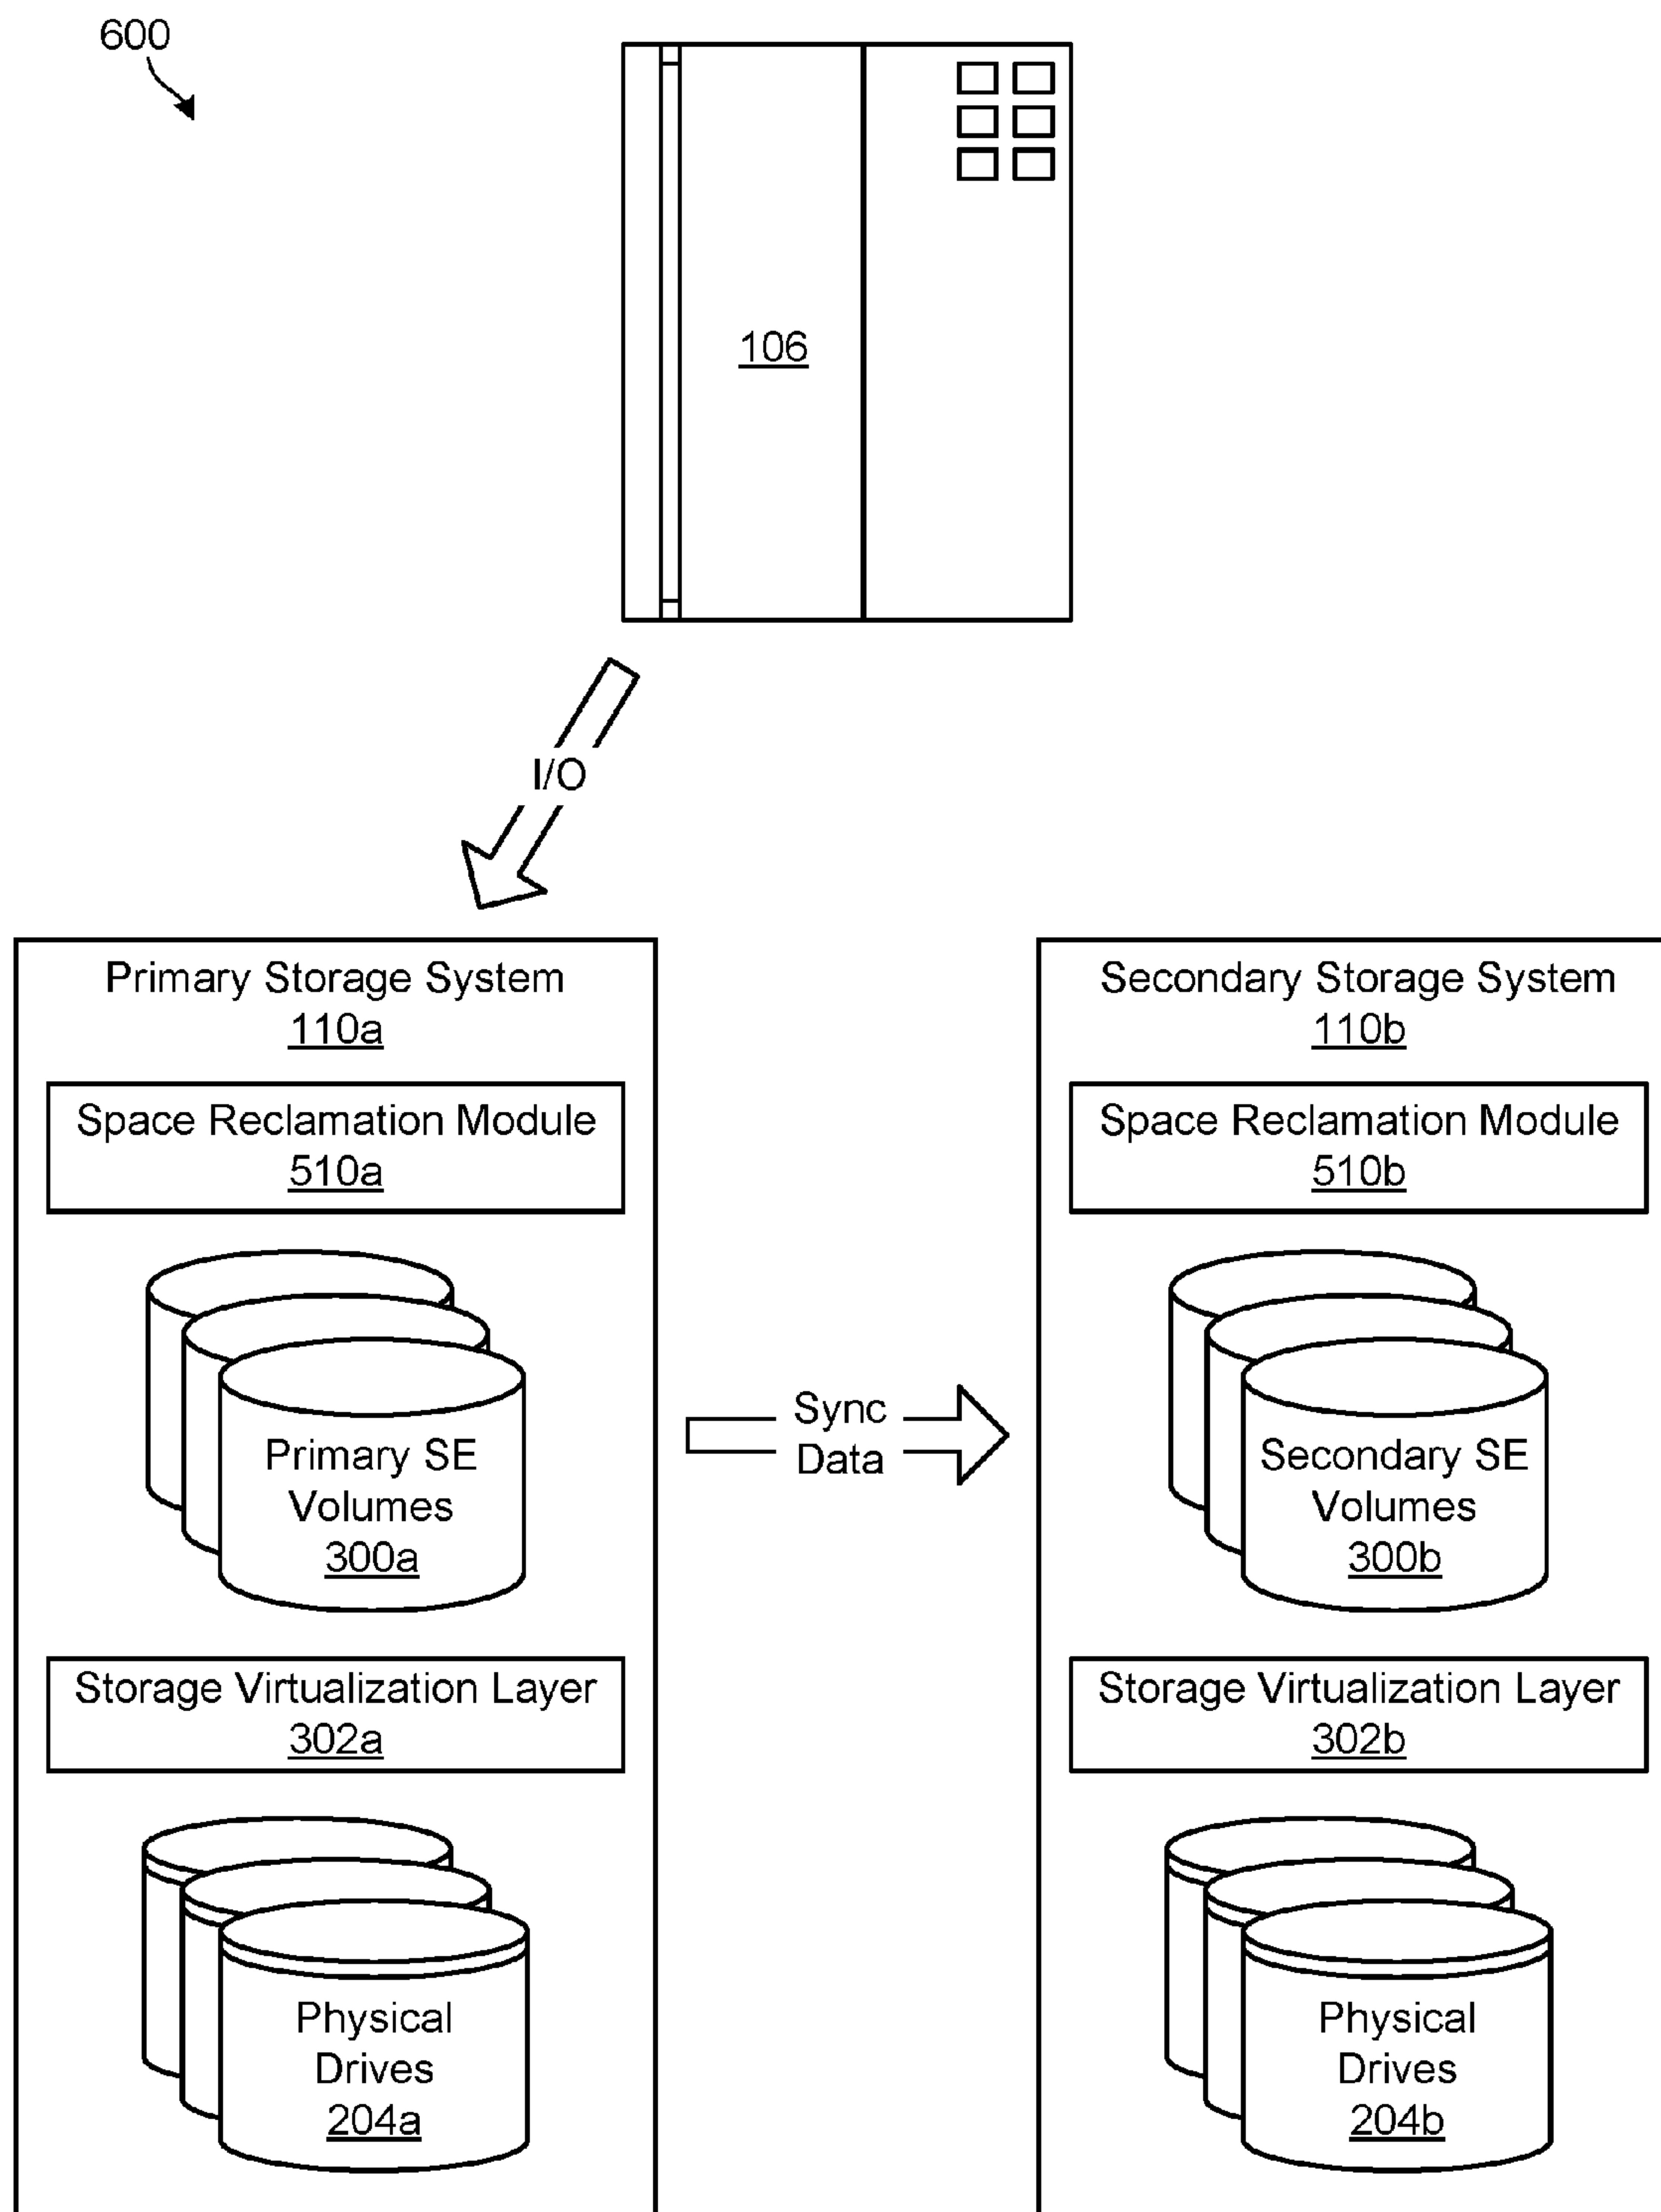 600
106
I/O
Primary Storage System
110a
Space Reclamation Module
510a
Primary SE
Volumes
300a
Storage Virtualization Layer
302a
Physical
Drives
204a
Sync
Data
Secondary Storage System
110b
Space Reclamation Module
510b
Secondary SE
Volumes
300b
Storage Virtualization Layer
302b
Physical
Drives
204b